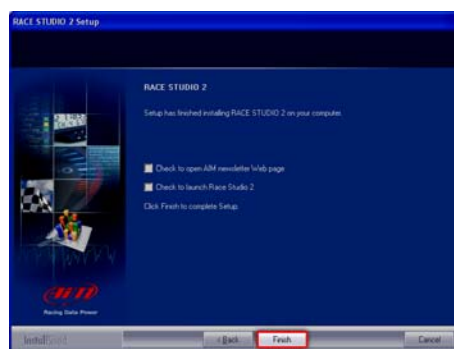 RACE STUDIO 2 Setup
RACE STUDIO 2
Setup has finished installing RACE STUDIO 2 on your computer.
Check to open AIM newsletter Web page
Check to launch Race Studio 2
Click Finish to complete Setup.
AIM
Racing Data Power
InstallShield
< Back
Finish
Cancel